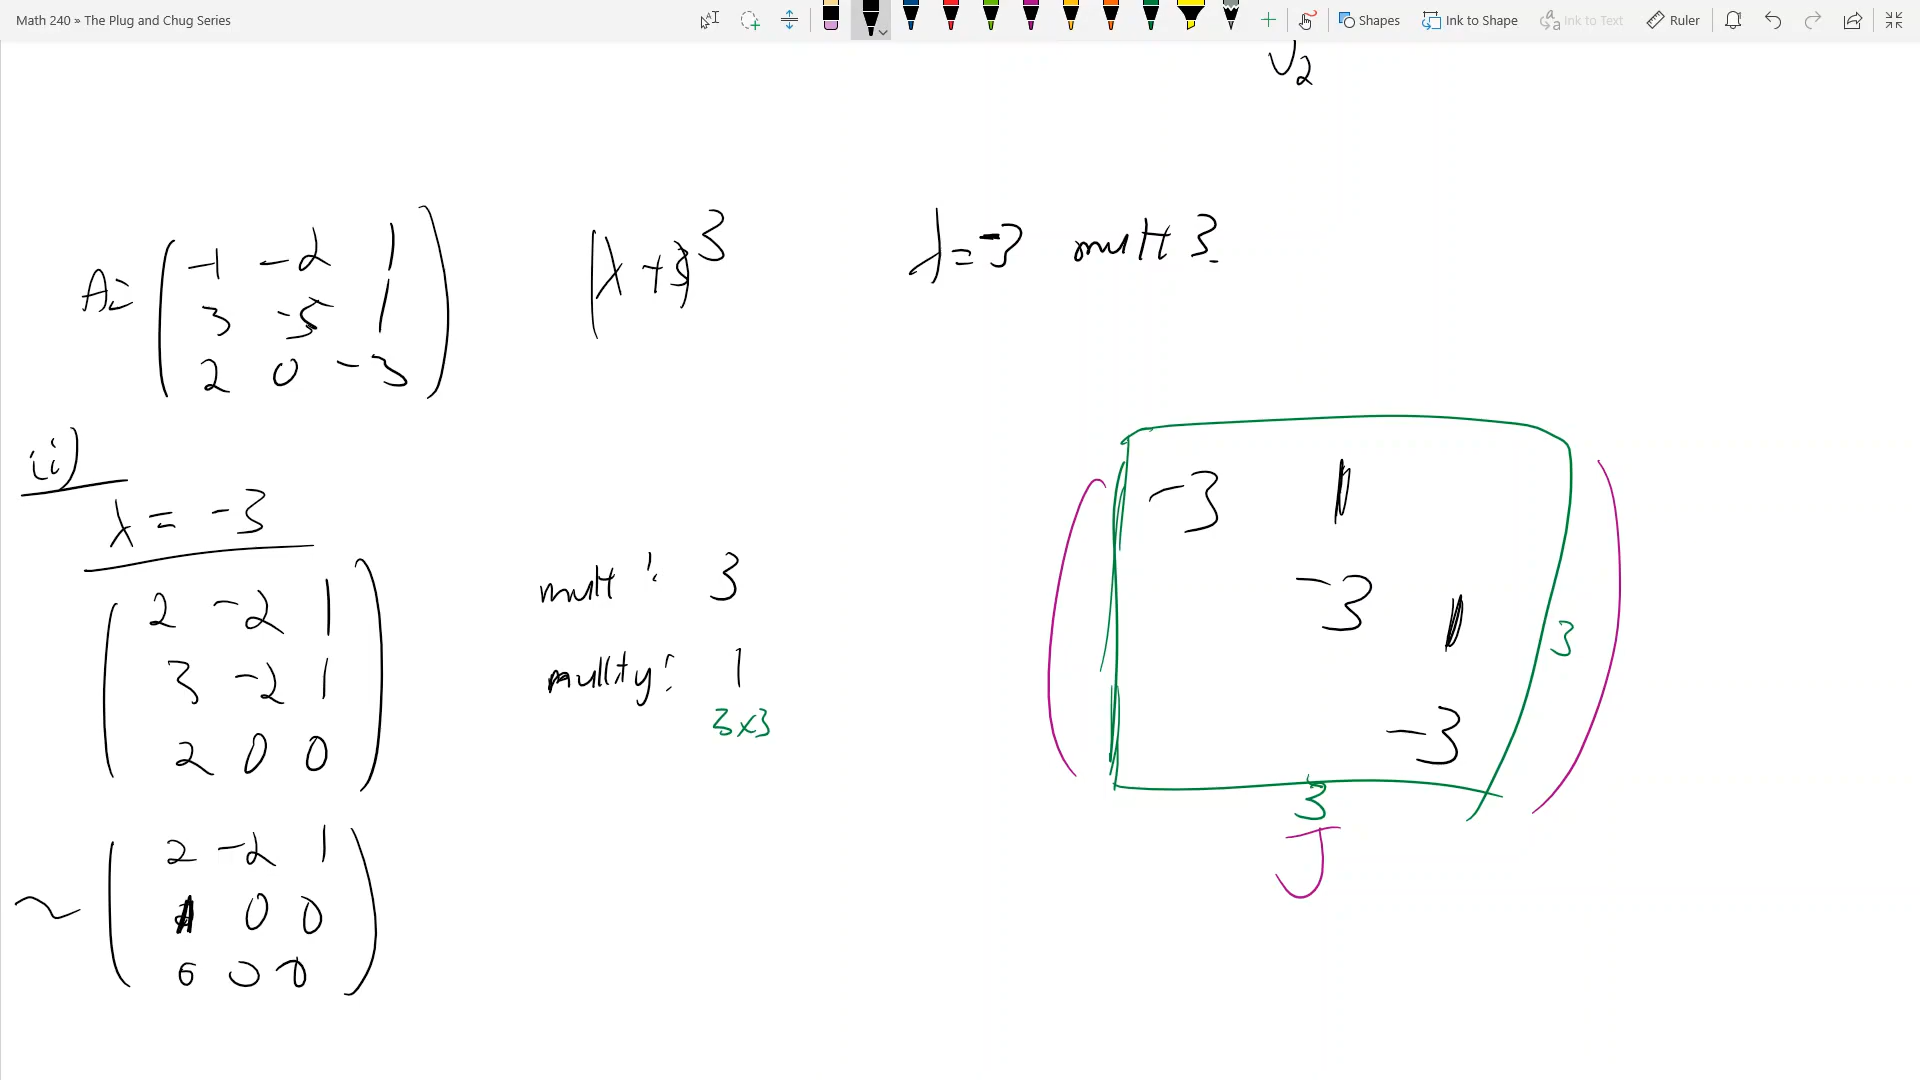 Math 240 » The Plug and Chug Series
Shapes
Ink to Shape
Ink to Text
Ruler
V2
A= ( -1 -2 1
3 -5 1
2 0 -3 )
(λ+3)^3
λ=-3 mult 3.
ii)
λ = -3
( 2 -2 1
3 -2 1
2 0 0 )
mult : 3
nullity: 1
3x3
~ ( 2 -2 1
1 0 0
0 0 0 )
( -3 1
-3 1
-3 )
3
3
J